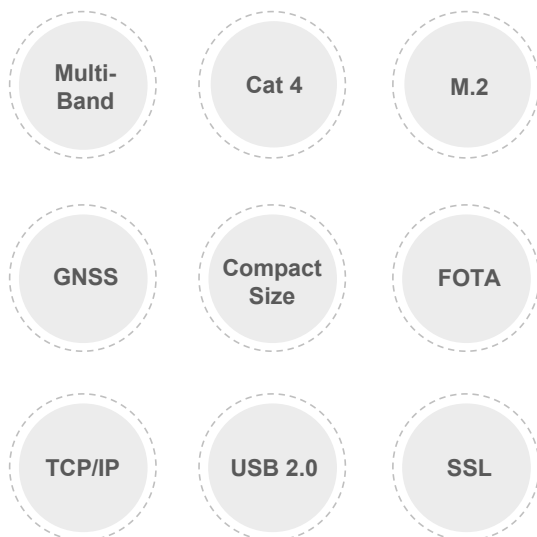 Multi-
Band
Cat 4
M.2
GNSS
Compact
Size
FOTA
TCP/IP
USB 2.0
SSL